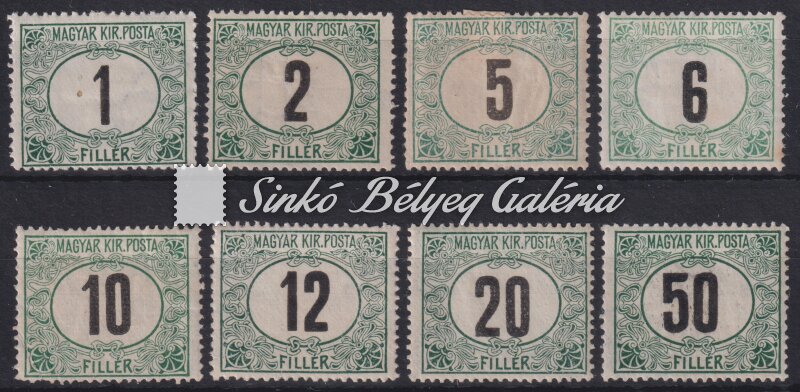 MAGYAR KIR. POSTA
1
FILLÉR
MAGYAR KIR. POSTA
2
FILLÉR
MAGYAR KIR. POSTA
5
FILLÉR
MAGYAR KIR. POSTA
6
FILLÉR
Sinkó Bélyeg Galéria
MAGYAR KIR. POSTA
10
FILLÉR
MAGYAR KIR. POSTA
12
FILLÉR
MAGYAR KIR. POSTA
20
FILLÉR
MAGYAR KIR. POSTA
50
FILLÉR